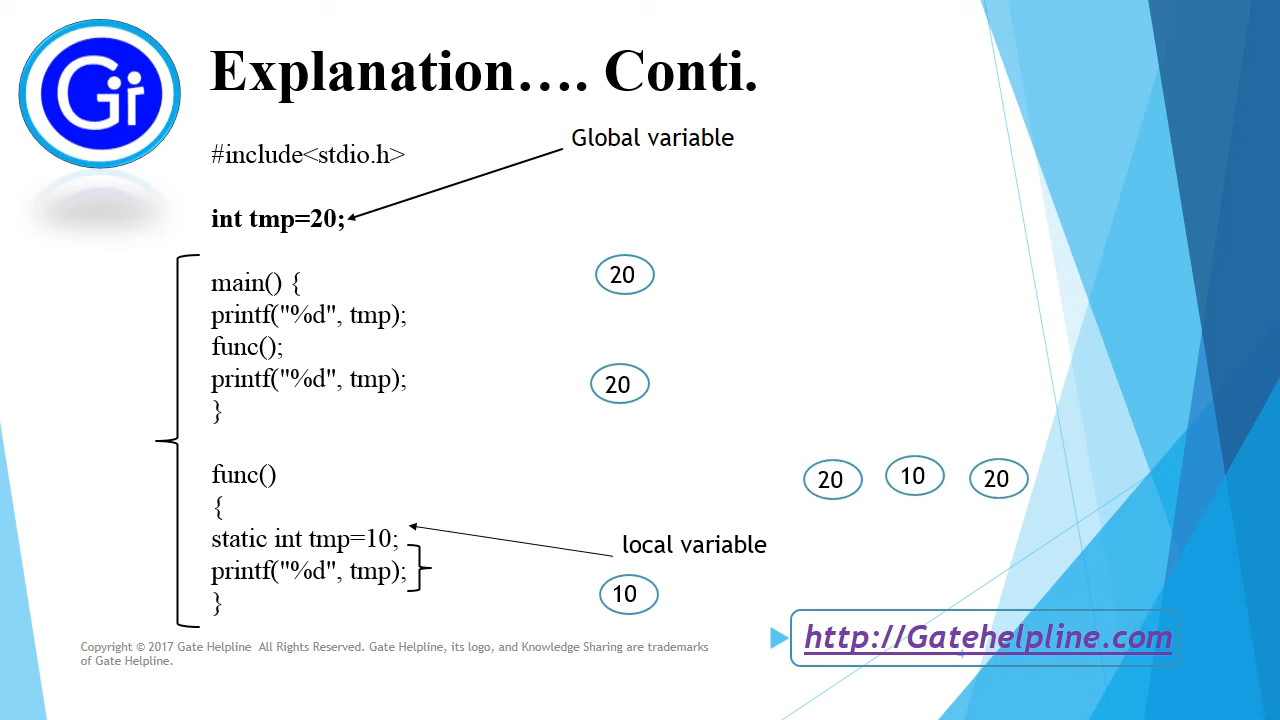 Gii
Explanation…. Conti.
Global variable
#include<stdio.h>
int tmp=20;
main() {
20
printf("%d", tmp);
func();
printf("%d", tmp);
20
}
func()
20 10 20
{
static int tmp=10;
local variable
printf("%d", tmp);
10
}
http://Gatehelpline.com
Copyright © 2017 Gate Helpline  All Rights Reserved. Gate Helpline, its logo, and Knowledge Sharing are trademarks
of Gate Helpline.